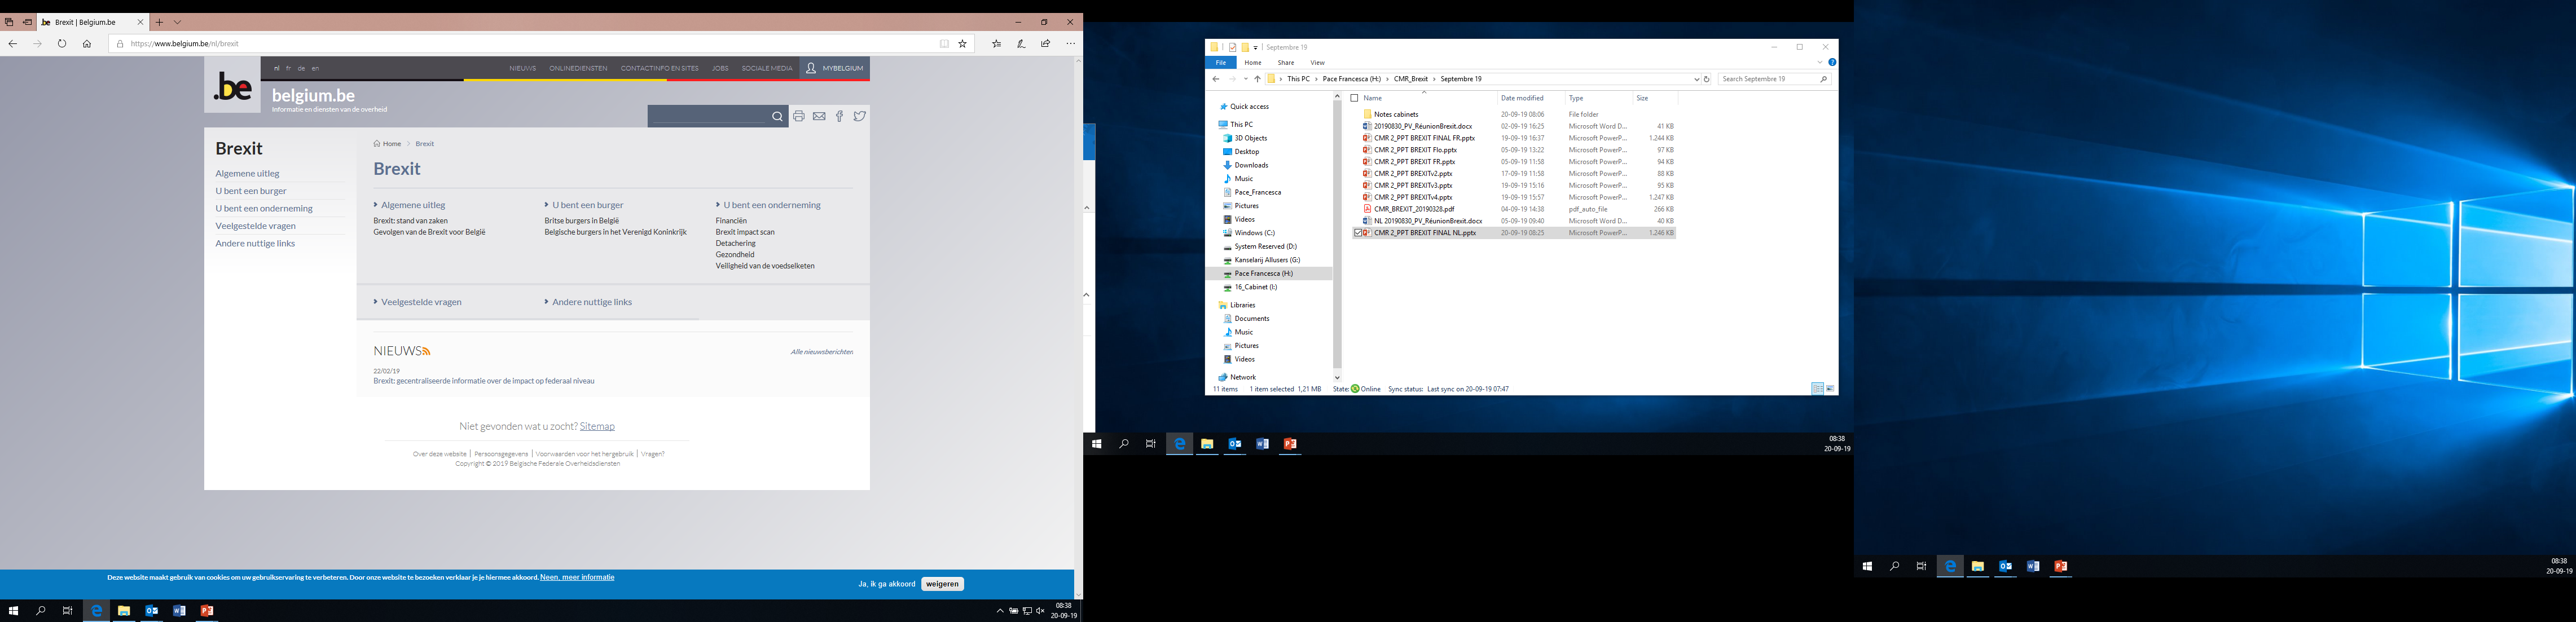 Brexit | Belgium.be
https://www.belgium.be/nl/brexit
nl fr de en
NIEUWS ONLINEDIENSTEN CONTACTINFO EN SITES JOBS SOCIALE MEDIA MYBELGIUM
.be
belgium.be
Informatie en diensten van de overheid
Brexit
Algemene uitleg
U bent een burger
U bent een onderneming
Veelgestelde vragen
Andere nuttige links
Home Brexit
Brexit
Algemene uitleg
Brexit: stand van zaken
Gevolgen van de Brexit voor België
U bent een burger
Britse burgers in België
Belgische burgers in het Verenigd Koninkrijk
U bent een onderneming
Financiën
Brexit impact scan
Detachering
Gezondheid
Veiligheid van de voedselketen
Veelgestelde vragen
Andere nuttige links
NIEUWS
Alle nieuwsberichten
22/02/19
Brexit: gecentraliseerde informatie over de impact op federaal niveau
Niet gevonden wat u zocht? Sitemap
Over deze website | Persoonsgegevens | Voorwaarden voor het hergebruik | Vragen?
Copyright © 2019 Belgische Federale Overheidsdiensten
Deze website maakt gebruik van cookies om uw gebruikservaring te verbeteren. Door onze website te bezoeken verklaar je je hiermee akkoord. Neen, meer informatie
Ja, ik ga akkoord weigeren
08:38
20-09-19
Septembre 19
File Home Share View
This PC Pace Francesca (H:) CMR_Brexit Septembre 19
Search Septembre 19
Quick access
This PC
3D Objects
Desktop
Downloads
Music
Pace_Francesca
Pictures
Videos
Windows (C:)
System Reserved (D:)
Kanselarij Allusers (G:)
Pace Francesca (H:)
16_Cabinet (I:)
Libraries
Documents
Music
Pictures
Videos
Network
Name Date modified Type Size
Notes cabinets 20-09-19 08:06 File folder
20190830_PV_RéunionBrexit.docx 02-09-19 16:25 Microsoft Word D... 41 KB
CMR 2_PPT BREXIT FINAL FR.pptx 19-09-19 16:37 Microsoft PowerP... 1.244 KB
CMR 2_PPT BREXIT Flo.pptx 05-09-19 13:22 Microsoft PowerP... 97 KB
CMR 2_PPT BREXIT FR.pptx 05-09-19 11:58 Microsoft PowerP... 94 KB
CMR 2_PPT BREXITv2.pptx 17-09-19 11:58 Microsoft PowerP... 88 KB
CMR 2_PPT BREXITv3.pptx 19-09-19 15:16 Microsoft PowerP... 95 KB
CMR 2_PPT BREXITv4.pptx 19-09-19 15:57 Microsoft PowerP... 1.247 KB
CMR_BREXIT_20190328.pdf 04-09-19 14:38 pdf_auto_file 266 KB
NL 20190830_PV_RéunionBrexit.docx 05-09-19 09:40 Microsoft Word D... 40 KB
CMR 2_PPT BREXIT FINAL NL.pptx 20-09-19 08:25 Microsoft PowerP... 1.246 KB
11 items 1 item selected 1,21 MB State: Online Sync status: Last sync on 20-09-19 07:47
08:38
20-09-19
08:38
20-09-19